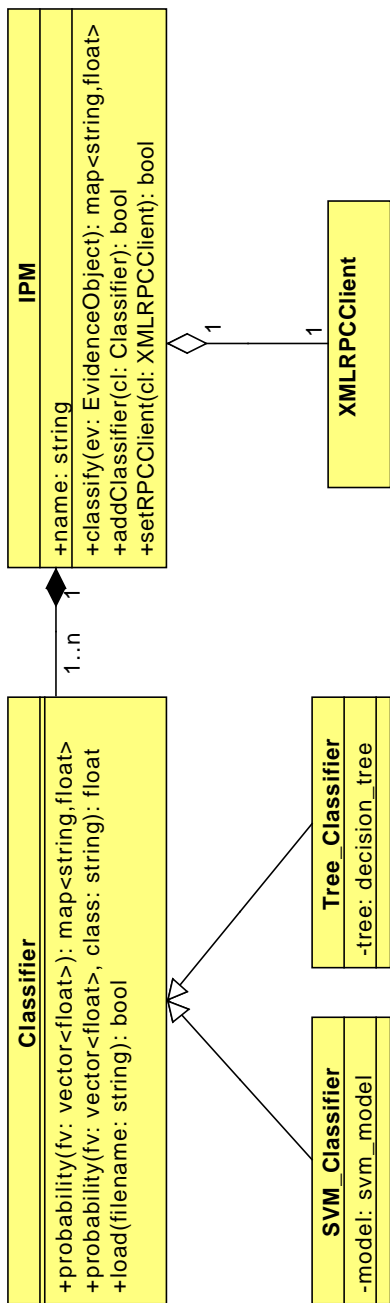 Classifier
+probability(fv: vector<float>): map<string,float>
+probability(fv: vector<float>, class: string): float
+load(filename: string): bool
1..n
1
IPM
+name: string
+classify(ev: EvidenceObject): map<string,float>
+addClassifier(cl: Classifier): bool
+setRPCClient(cl: XMLRPCClient): bool
1
1
SVM_Classifier
-model: svm_model
Tree_Classifier
-tree: decision_tree
XMLRPCClient